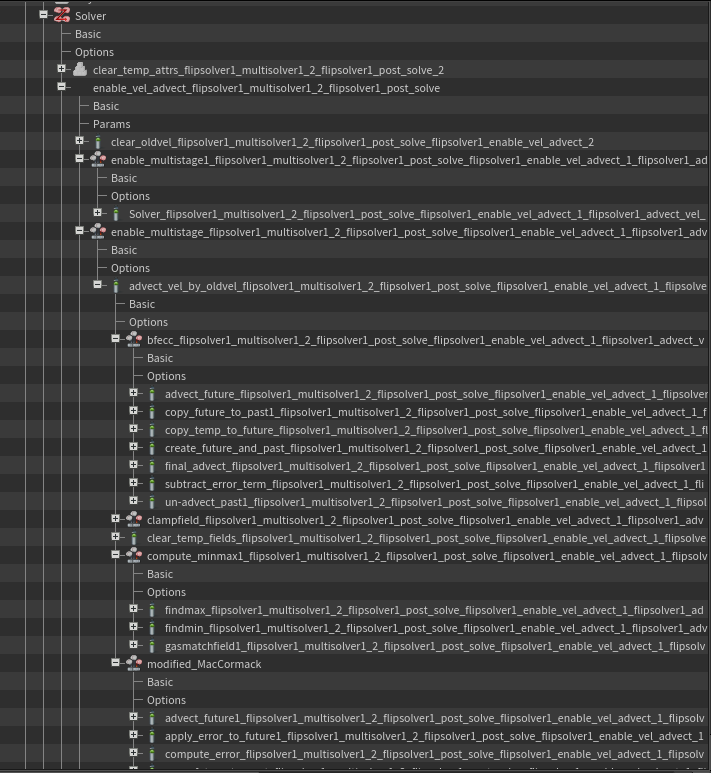 Solver
Basic
Options
clear_temp_attrs_flipsolver1_multisolver1_2_flipsolver1_post_solve_2
enable_vel_advect_flipsolver1_multisolver1_2_flipsolver1_post_solve
Basic
Params
clear_oldvel_flipsolver1_multisolver1_2_flipsolver1_post_solve_flipsolver1_enable_vel_advect_2
enable_multistage1_flipsolver1_multisolver1_2_flipsolver1_post_solve_flipsolver1_enable_vel_advect_1_flipsolver1_ad
Basic
Options
Solver_flipsolver1_multisolver1_2_flipsolver1_post_solve_flipsolver1_enable_vel_advect_1_flipsolver1_advect_vel_
enable_multistage_flipsolver1_multisolver1_2_flipsolver1_post_solve_flipsolver1_enable_vel_advect_1_flipsolver1_adv
Basic
Options
advect_vel_by_oldvel_flipsolver1_multisolver1_2_flipsolver1_post_solve_flipsolver1_enable_vel_advect_1_flipsolve
Basic
Options
bfecc_flipsolver1_multisolver1_2_flipsolver1_post_solve_flipsolver1_enable_vel_advect_1_flipsolver1_advect_v
Basic
Options
advect_future_flipsolver1_multisolver1_2_flipsolver1_post_solve_flipsolver1_enable_vel_advect_1_flipsolver
copy_future_to_past1_flipsolver1_multisolver1_2_flipsolver1_post_solve_flipsolver1_enable_vel_advect_1_f
copy_temp_to_future_flipsolver1_multisolver1_2_flipsolver1_post_solve_flipsolver1_enable_vel_advect_1_fl
create_future_and_past_flipsolver1_multisolver1_2_flipsolver1_post_solve_flipsolver1_enable_vel_advect_1
final_advect_flipsolver1_multisolver1_2_flipsolver1_post_solve_flipsolver1_enable_vel_advect_1_flipsolver1
subtract_error_term_flipsolver1_multisolver1_2_flipsolver1_post_solve_flipsolver1_enable_vel_advect_1_fli
un-advect_past1_flipsolver1_multisolver1_2_flipsolver1_post_solve_flipsolver1_enable_vel_advect_1_flipsol
clampfield_flipsolver1_multisolver1_2_flipsolver1_post_solve_flipsolver1_enable_vel_advect_1_flipsolver1_adv
clear_temp_fields_flipsolver1_multisolver1_2_flipsolver1_post_solve_flipsolver1_enable_vel_advect_1_flipsolve
compute_minmax1_flipsolver1_multisolver1_2_flipsolver1_post_solve_flipsolver1_enable_vel_advect_1_flipsolv
Basic
Options
findmax_flipsolver1_multisolver1_2_flipsolver1_post_solve_flipsolver1_enable_vel_advect_1_flipsolver1_ad
findmin_flipsolver1_multisolver1_2_flipsolver1_post_solve_flipsolver1_enable_vel_advect_1_flipsolver1_adv
gasmatchfield1_flipsolver1_multisolver1_2_flipsolver1_post_solve_flipsolver1_enable_vel_advect_1_flipsolv
modified_MacCormack
Basic
Options
advect_future1_flipsolver1_multisolver1_2_flipsolver1_post_solve_flipsolver1_enable_vel_advect_1_flipsolv
apply_error_to_future1_flipsolver1_multisolver1_2_flipsolver1_post_solve_flipsolver1_enable_vel_advect_1
compute_error_flipsolver1_multisolver1_2_flipsolver1_post_solve_flipsolver1_enable_vel_advect_1_flipsolv